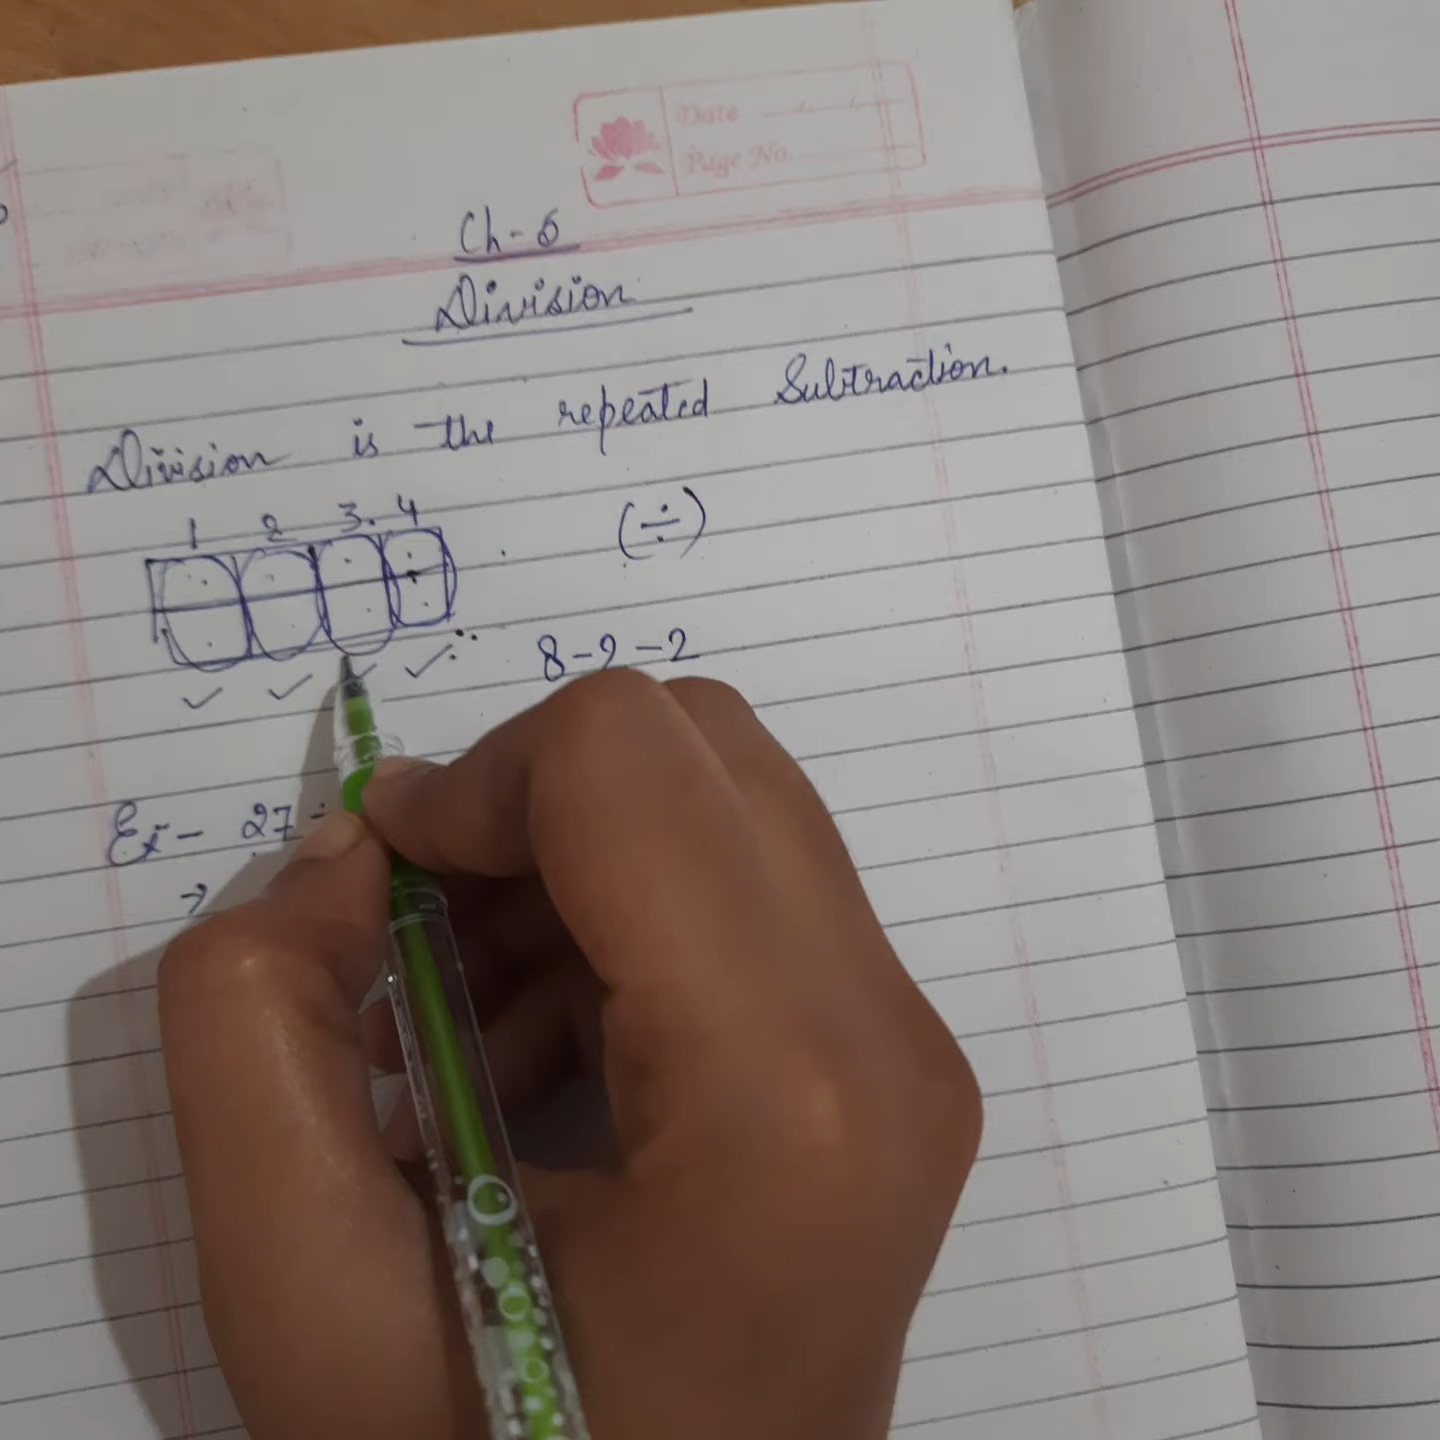 Date
Page No.
Ch-6
Division
Division is the repeated Subtraction.
1 2 3. 4
(÷)
8-2-2
Ex- 27÷
→